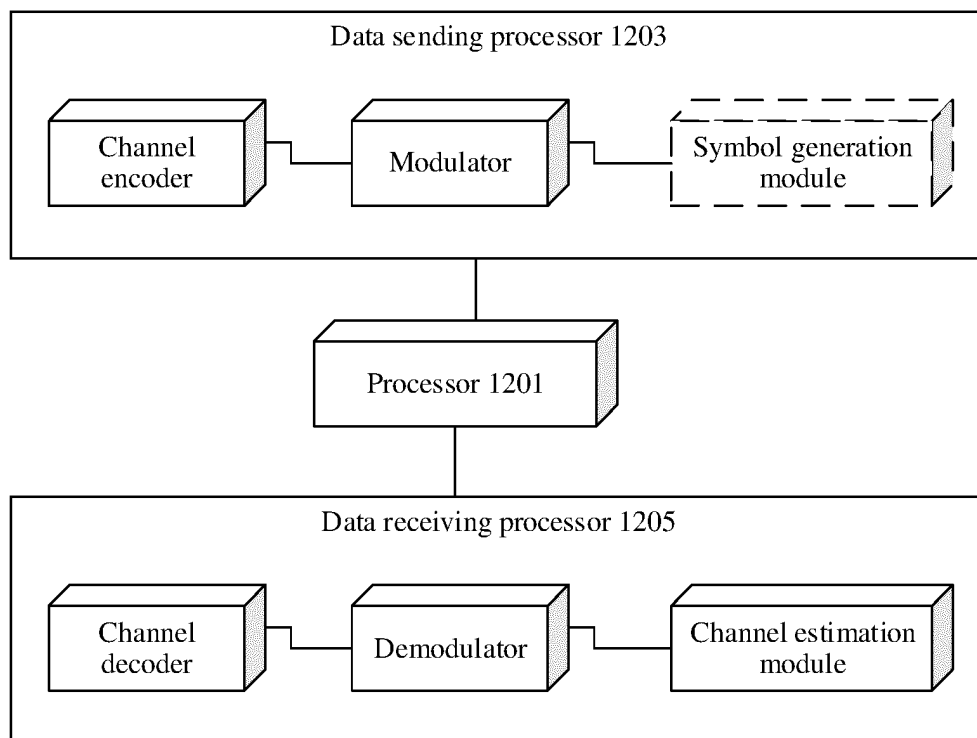 Data sending processor 1203
Channel
encoder
Modulator
Symbol generation
module
Processor 1201
Data receiving processor 1205
Channel
decoder
Demodulator
Channel estimation
module